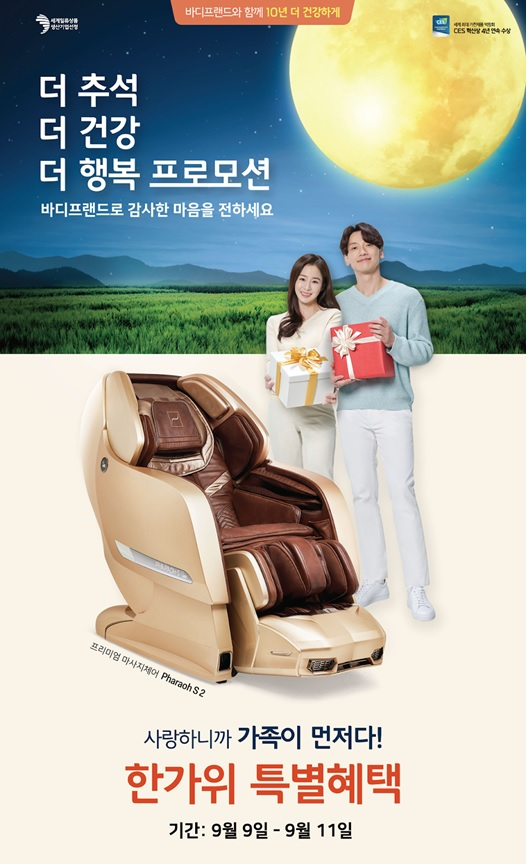 세계일류상품
생산기업선정
바디프랜드와 함께 10년 더 건강하게
CES
세계 최대 가전제품 박람회
CES 혁신상 4년 연속 수상
더 추석
더 건강
더 행복 프로모션
바디프랜드로 감사한 마음을 전하세요
PHARAOH
프리미엄 마사지체어 Pharaoh S 2
사랑하니까 가족이 먼저다!
한가위 특별혜택
기간: 9월 9일 - 9월 11일